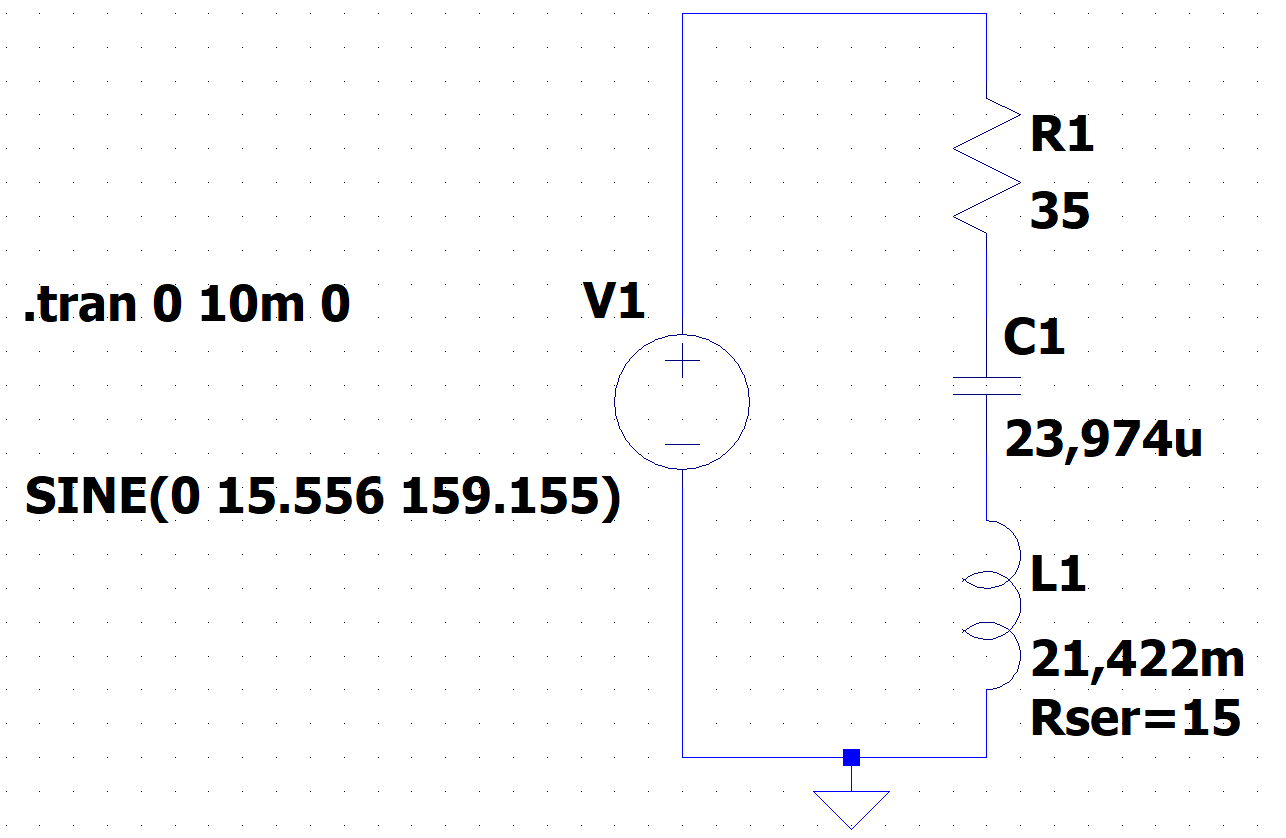 R1
35
.tran 0 10m 0
V1
C1
23,974u
SINE(0 15.556 159.155)
L1
21,422m
Rser=15